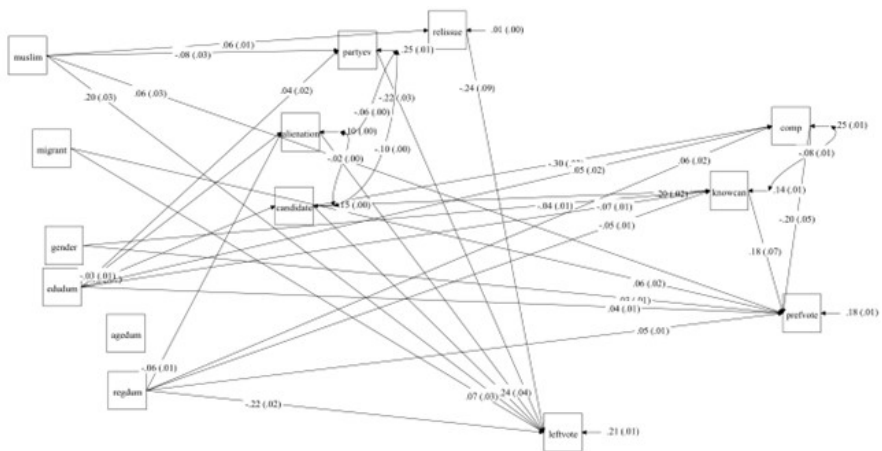 relissue
.01 (.00)
muslim
.06 (.01)
-.08 (.03)
partyev
.25 (.01)
.20 (.03)
.06 (.03)
.04 (.02)
-.06 (.00)
-.22 (.03)
-.24 (.09)
alienation
.10 (.00)
comp
.25 (.01)
migrant
-.02 (.00)
-.10 (.00)
.06 (.02)
-.08 (.01)
-.30
.05 (.02)
knowcan
.14 (.01)
candidate
.15 (.00)
-.04 (.01)
.20 (.02)
-.07 (.01)
-.05 (.01)
-.20 (.05)
gender
.18 (.07)
-.03 (.01)
edudum
.06 (.02)
.04 (.01)
prefvote
.18 (.01)
agedum
.05 (.01)
-.06 (.01)
regdum
-.22 (.02)
.07 (.03)
.24 (.04)
leftvote
.21 (.01)